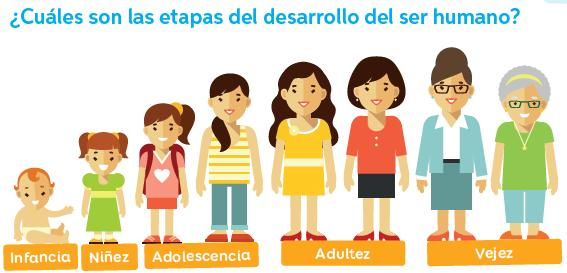 ¿Cuáles son las etapas del desarrollo del ser humano?
Infancia
Niñez
Adolescencia
Adultez
Vejez